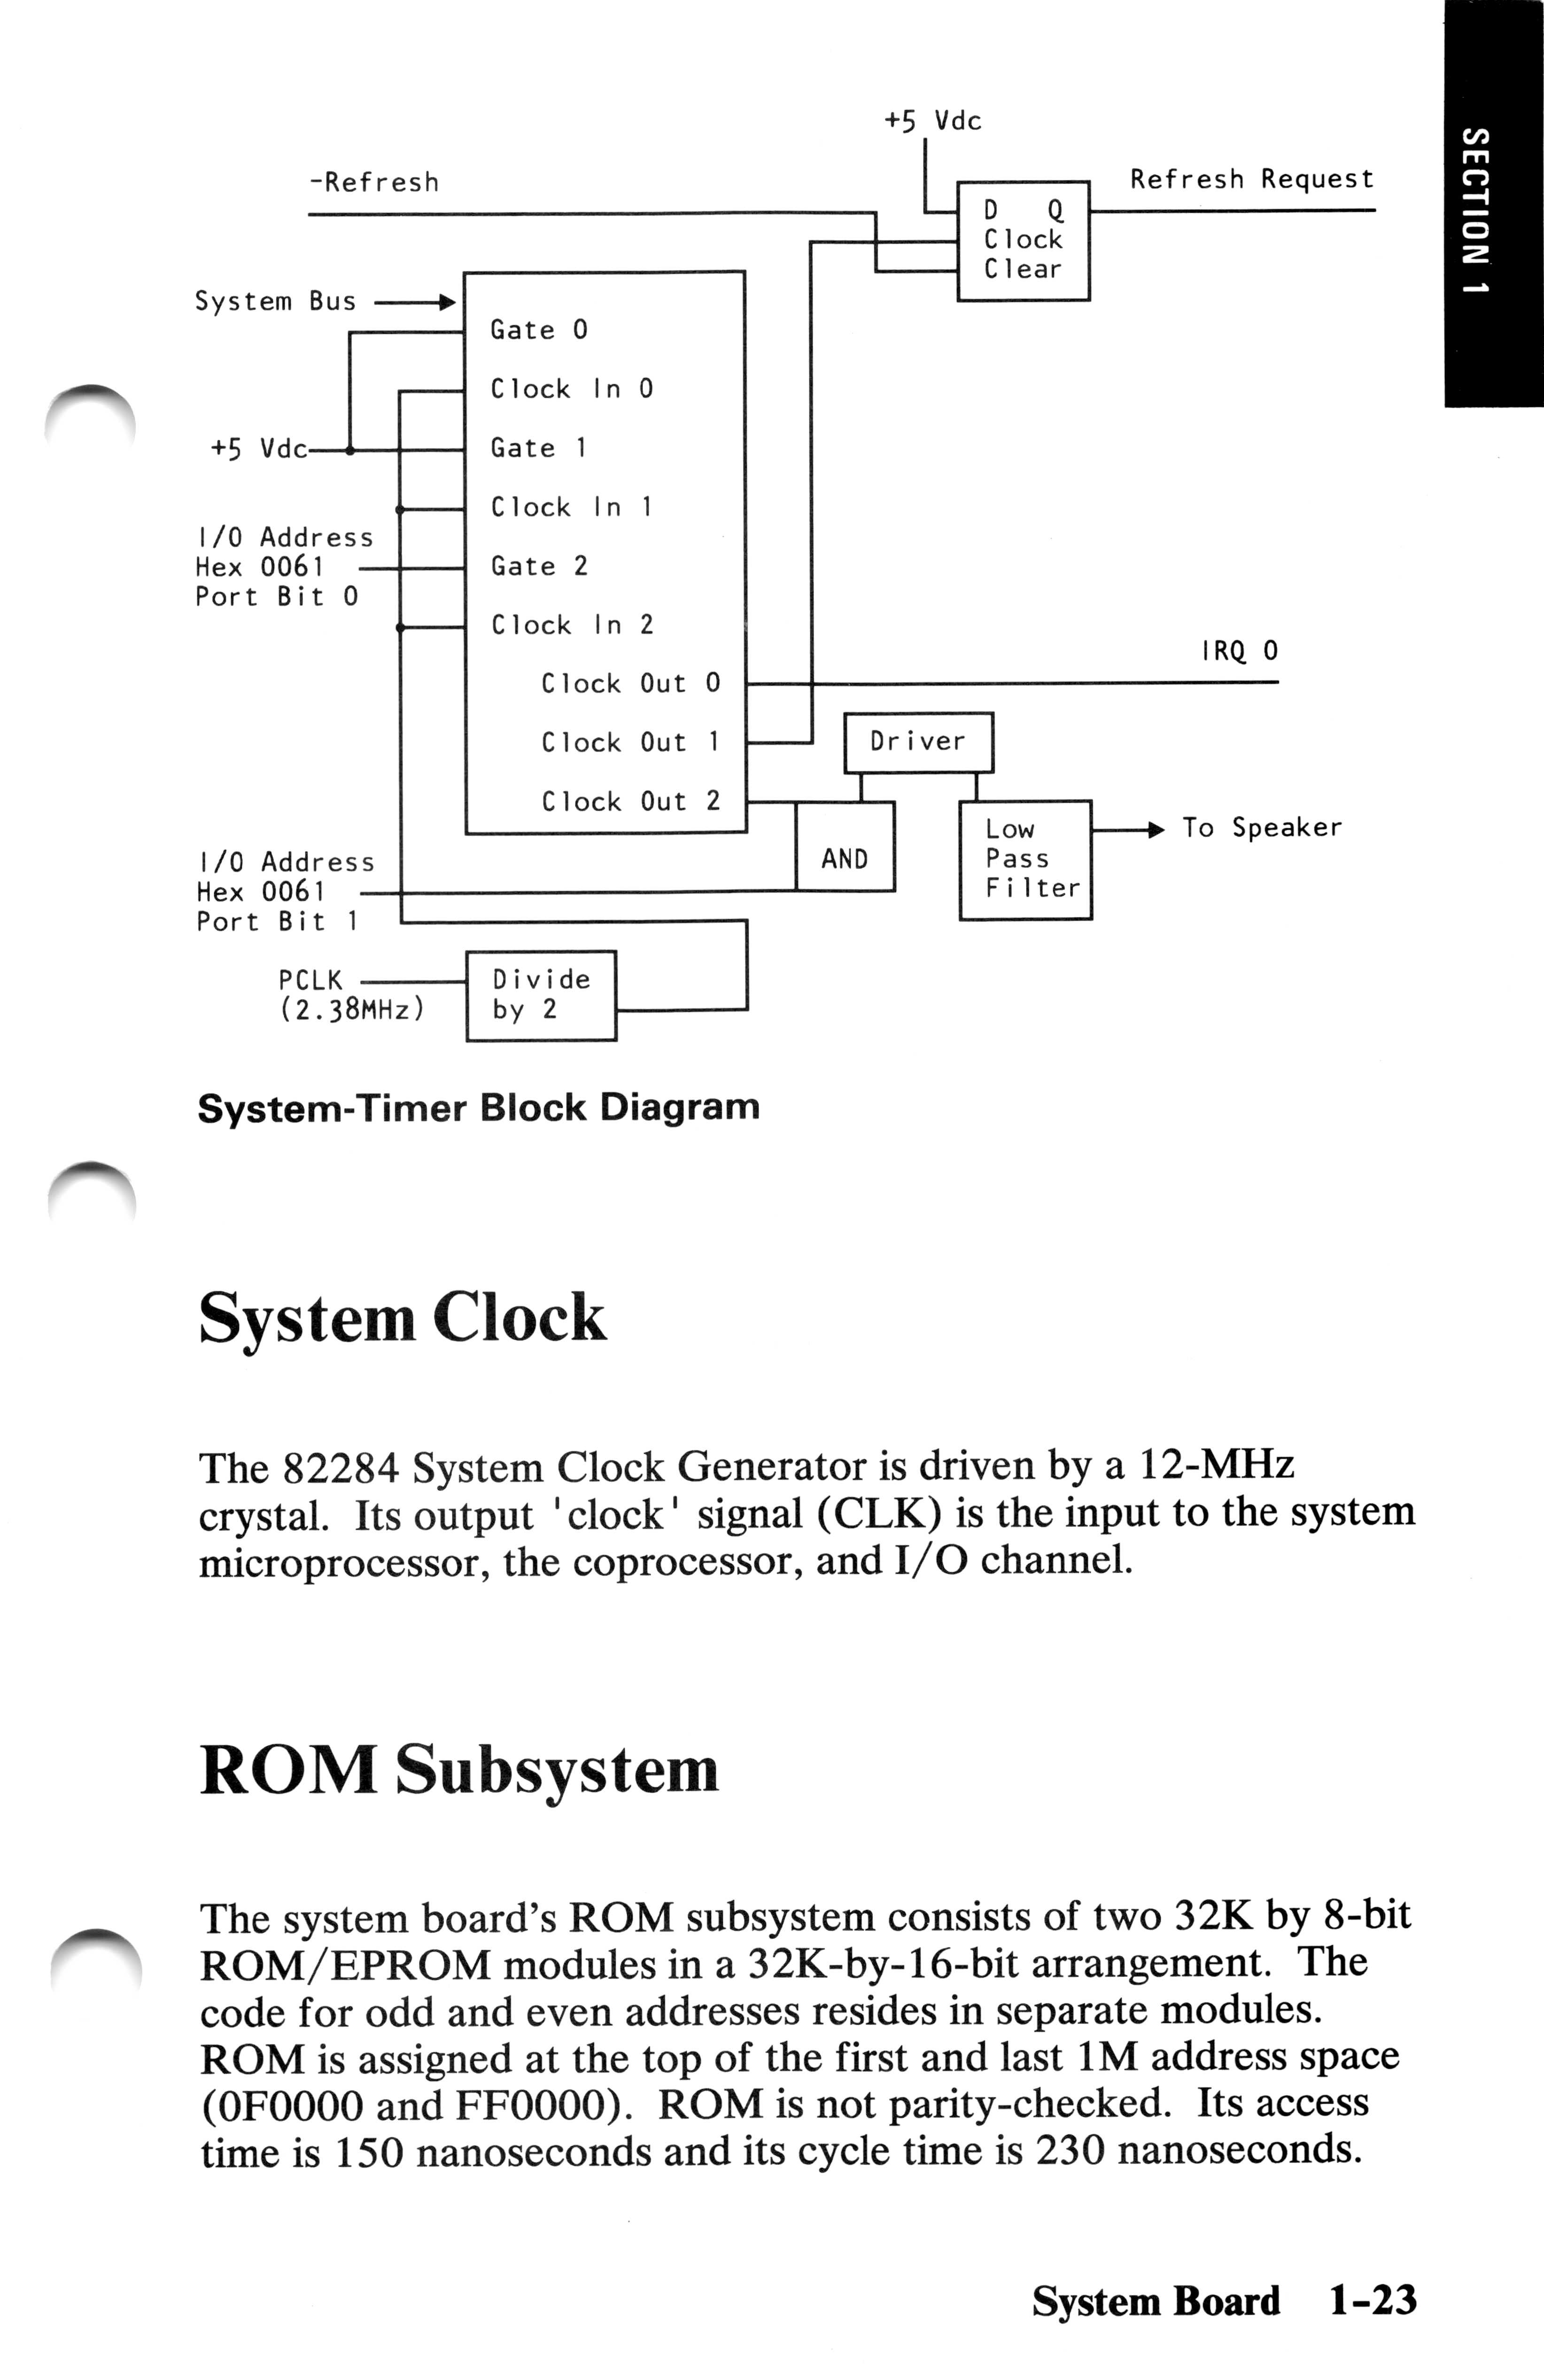 SECTION 1
+5 Vdc
-Refresh
Refresh Request
D Q
Clock
Clear
System Bus
Gate 0
Clock In 0
+5 Vdc
Gate 1
Clock In 1
I/O Address
Hex 0061
Port Bit 0
Gate 2
Clock In 2
IRQ 0
Clock Out 0
Clock Out 1
Driver
Clock Out 2
Low
Pass
Filter
To Speaker
AND
I/O Address
Hex 0061
Port Bit 1
PCLK
(2.38MHz)
Divide
by 2
System-Timer Block Diagram
System Clock
The 82284 System Clock Generator is driven by a 12-MHz
crystal. Its output 'clock' signal (CLK) is the input to the system
microprocessor, the coprocessor, and I/O channel.
ROM Subsystem
The system board's ROM subsystem consists of two 32K by 8-bit
ROM/EPROM modules in a 32K-by-16-bit arrangement. The
code for odd and even addresses resides in separate modules.
ROM is assigned at the top of the first and last 1M address space
(0F0000 and FF0000). ROM is not parity-checked. Its access
time is 150 nanoseconds and its cycle time is 230 nanoseconds.
System Board 1-23